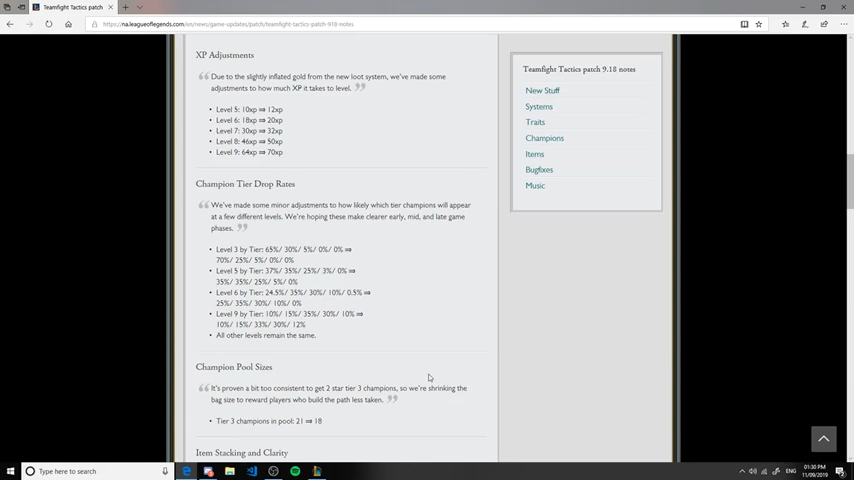 Teamfight Tactics patch
https://na.leagueoflegends.com/en/news/game-updates/patch/teamfight-tactics-patch-918-notes
XP Adjustments
Due to the slightly inflated gold from the new loot system, we've made some
adjustments to how much XP it takes to level.
• Level 5: 10xp ⇒ 12xp
• Level 6: 18xp ⇒ 20xp
• Level 7: 30xp ⇒ 32xp
• Level 8: 46xp ⇒ 50xp
• Level 9: 64xp ⇒ 70xp
Champion Tier Drop Rates
We've made some minor adjustments to how likely which tier champions will appear
at a few different levels. We're hoping these make clearer early, mid, and late game
phases.
• Level 3 by Tier: 65%/ 30%/ 5%/ 0%/ 0% ⇒
70%/ 25%/ 5%/ 0%/ 0%
• Level 5 by Tier: 37%/ 35%/ 25%/ 3%/ 0% ⇒
35%/ 35%/ 25%/ 5%/ 0%
• Level 6 by Tier: 24.5%/ 35%/ 30%/ 10%/ 0.5% ⇒
25%/ 35%/ 30%/ 10%/ 0%
• Level 9 by Tier: 10%/ 15%/ 35%/ 30%/ 10% ⇒
10%/ 15%/ 33%/ 30%/ 12%
• All other levels remain the same.
Champion Pool Sizes
It's proven a bit too consistent to get 2 star tier 3 champions, so we're shrinking the
bag size to reward players who build the path less taken.
• Tier 3 champions in pool: 21 ⇒ 18
Item Stacking and Clarity
Teamfight Tactics patch 9.18 notes
New Stuff
Systems
Traits
Champions
Items
Bugfixes
Music
Type here to search
ENG
01:30 PM
11/09/2019